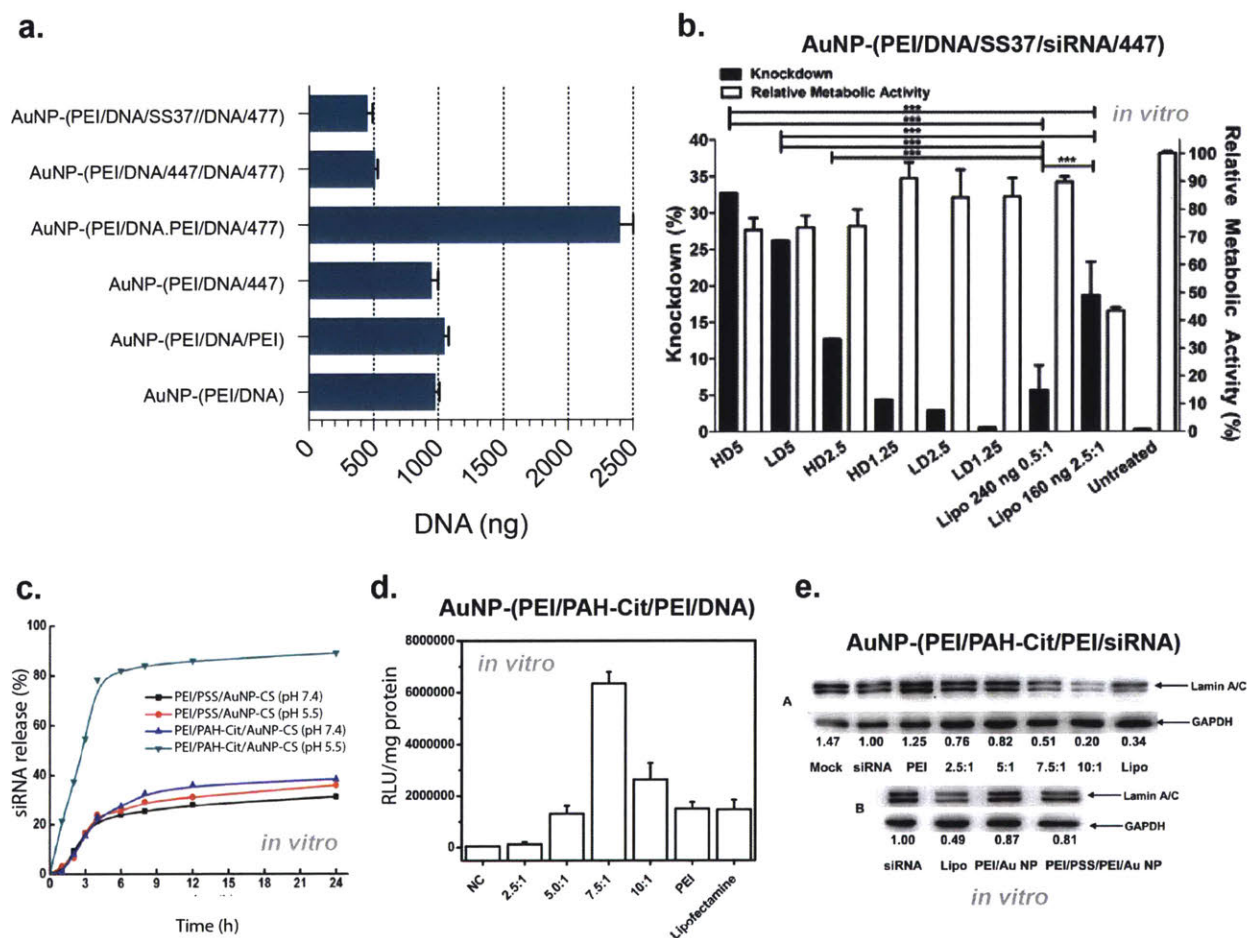 a.
AuNP-(PEI/DNA/SS37//DNA/477)
AuNP-(PEI/DNA/447/DNA/477)
AuNP-(PEI/DNA.PEI/DNA/477)
AuNP-(PEI/DNA/447)
AuNP-(PEI/DNA/PEI)
AuNP-(PEI/DNA)
0 500 1000 1500 2000 2500
DNA (ng)
b.
AuNP-(PEI/DNA/SS37/siRNA/447)
Knockdown
Relative Metabolic Activity
in vitro
***
***
***
***
***
***
Knockdown (%)
40
35
30
25
20
15
10
5
0
100
90
80
70
60
50
40
30
20
10
0
Relative Metabolic Activity (%)
HD5 LD5 HD2.5 HD1.25 LD2.5 LD1.25 Lipo 240 ng 0.5:1 Lipo 160 ng 2.5:1 Untreated
c.
siRNA release (%)
100
80
60
40
20
0
PEI/PSS/AuNP-CS (pH 7.4)
PEI/PSS/AuNP-CS (pH 5.5)
PEI/PAH-Cit/AuNP-CS (pH 7.4)
PEI/PAH-Cit/AuNP-CS (pH 5.5)
in vitro
0 3 6 9 12 15 18 21 24
Time (h)
d.
AuNP-(PEI/PAH-Cit/PEI/DNA)
in vitro
RLU/mg protein
8000000
6000000
4000000
2000000
0
NC 2.5:1 5.0:1 7.5:1 10:1 PEI Lipofectamine
e.
AuNP-(PEI/PAH-Cit/PEI/siRNA)
A
Lamin A/C
GAPDH
1.47 1.00 1.25 0.76 0.82 0.51 0.20 0.34
Mock siRNA PEI 2.5:1 5:1 7.5:1 10:1 Lipo
B
Lamin A/C
GAPDH
1.00 0.49 0.87 0.81
siRNA Lipo PEI/Au NP PEI/PSS/PEI/Au NP
in vitro